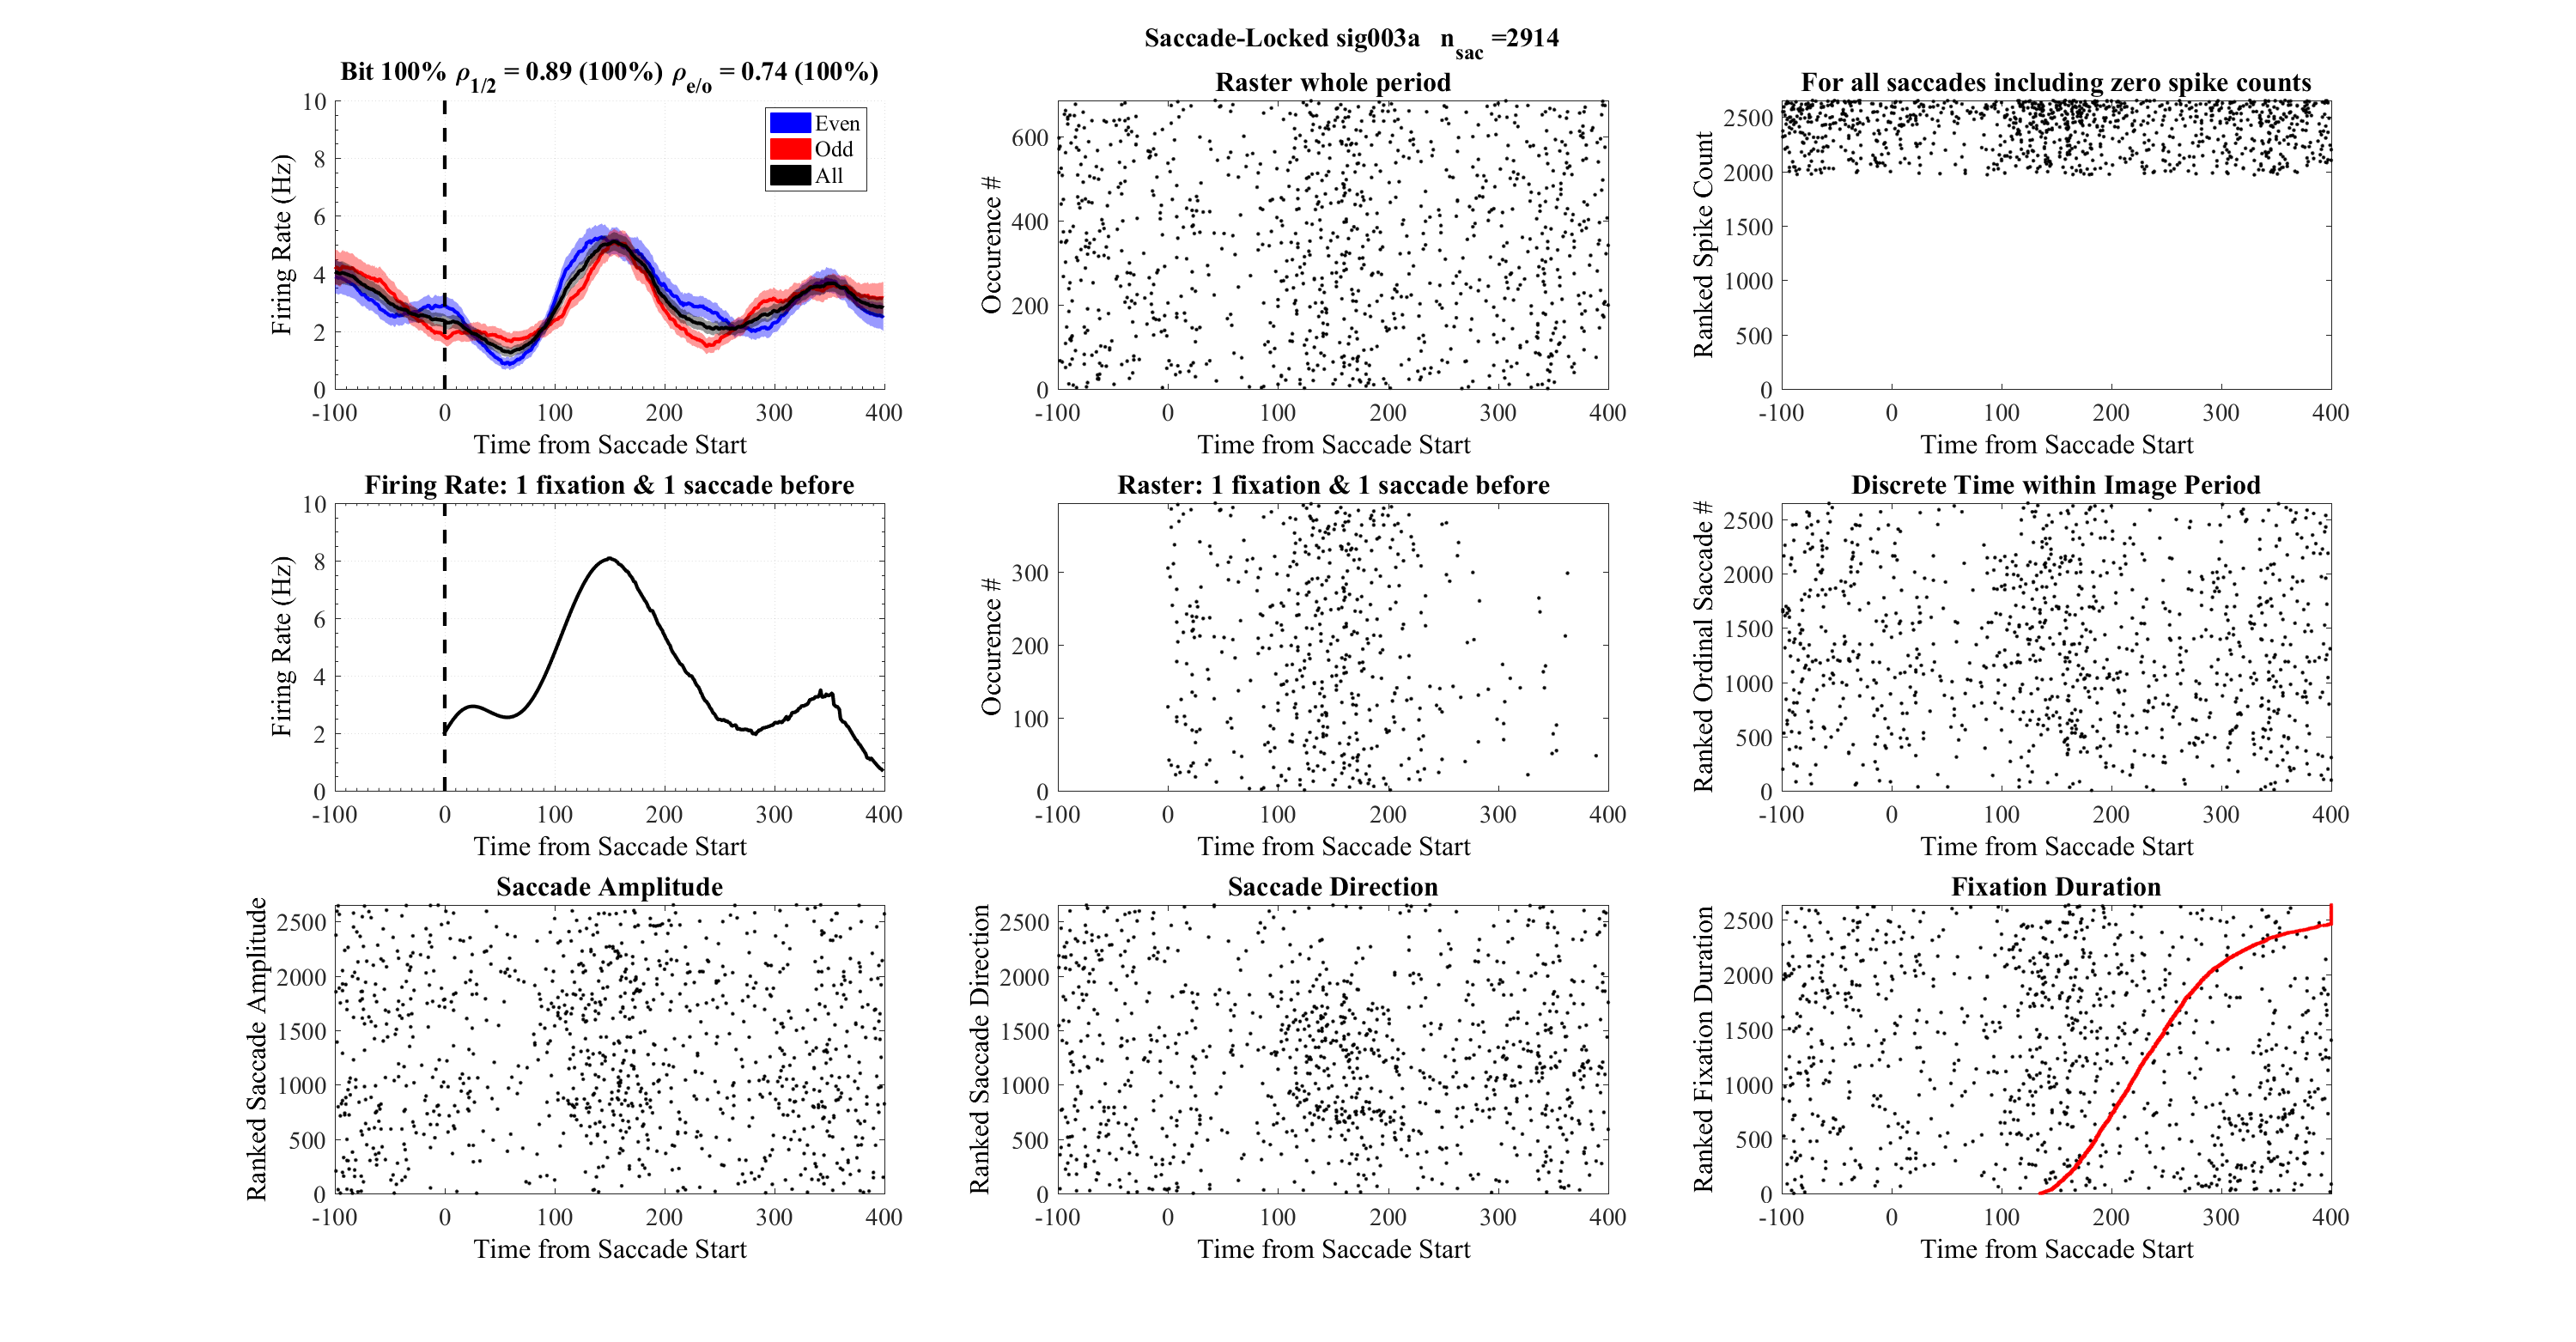 Saccade-Locked sig003a n_sac =2914
Bit 100% ρ_1/2 = 0.89 (100%) ρ_e/o = 0.74 (100%)
10
8
6
4
2
0
Firing Rate (Hz)
Even
Odd
All
-100 0 100 200 300 400
Time from Saccade Start
Raster whole period
600
400
200
0
Occurence #
-100 0 100 200 300 400
Time from Saccade Start
For all saccades including zero spike counts
2500
2000
1500
1000
500
0
Ranked Spike Count
-100 0 100 200 300 400
Time from Saccade Start
Firing Rate: 1 fixation & 1 saccade before
10
8
6
4
2
0
Firing Rate (Hz)
-100 0 100 200 300 400
Time from Saccade Start
Raster: 1 fixation & 1 saccade before
300
200
100
0
Occurence #
-100 0 100 200 300 400
Time from Saccade Start
Discrete Time within Image Period
2500
2000
1500
1000
500
0
Ranked Ordinal Saccade #
-100 0 100 200 300 400
Time from Saccade Start
Saccade Amplitude
2500
2000
1500
1000
500
0
Ranked Saccade Amplitude
-100 0 100 200 300 400
Time from Saccade Start
Saccade Direction
2500
2000
1500
1000
500
0
Ranked Saccade Direction
-100 0 100 200 300 400
Time from Saccade Start
Fixation Duration
2500
2000
1500
1000
500
0
Ranked Fixation Duration
-100 0 100 200 300 400
Time from Saccade Start